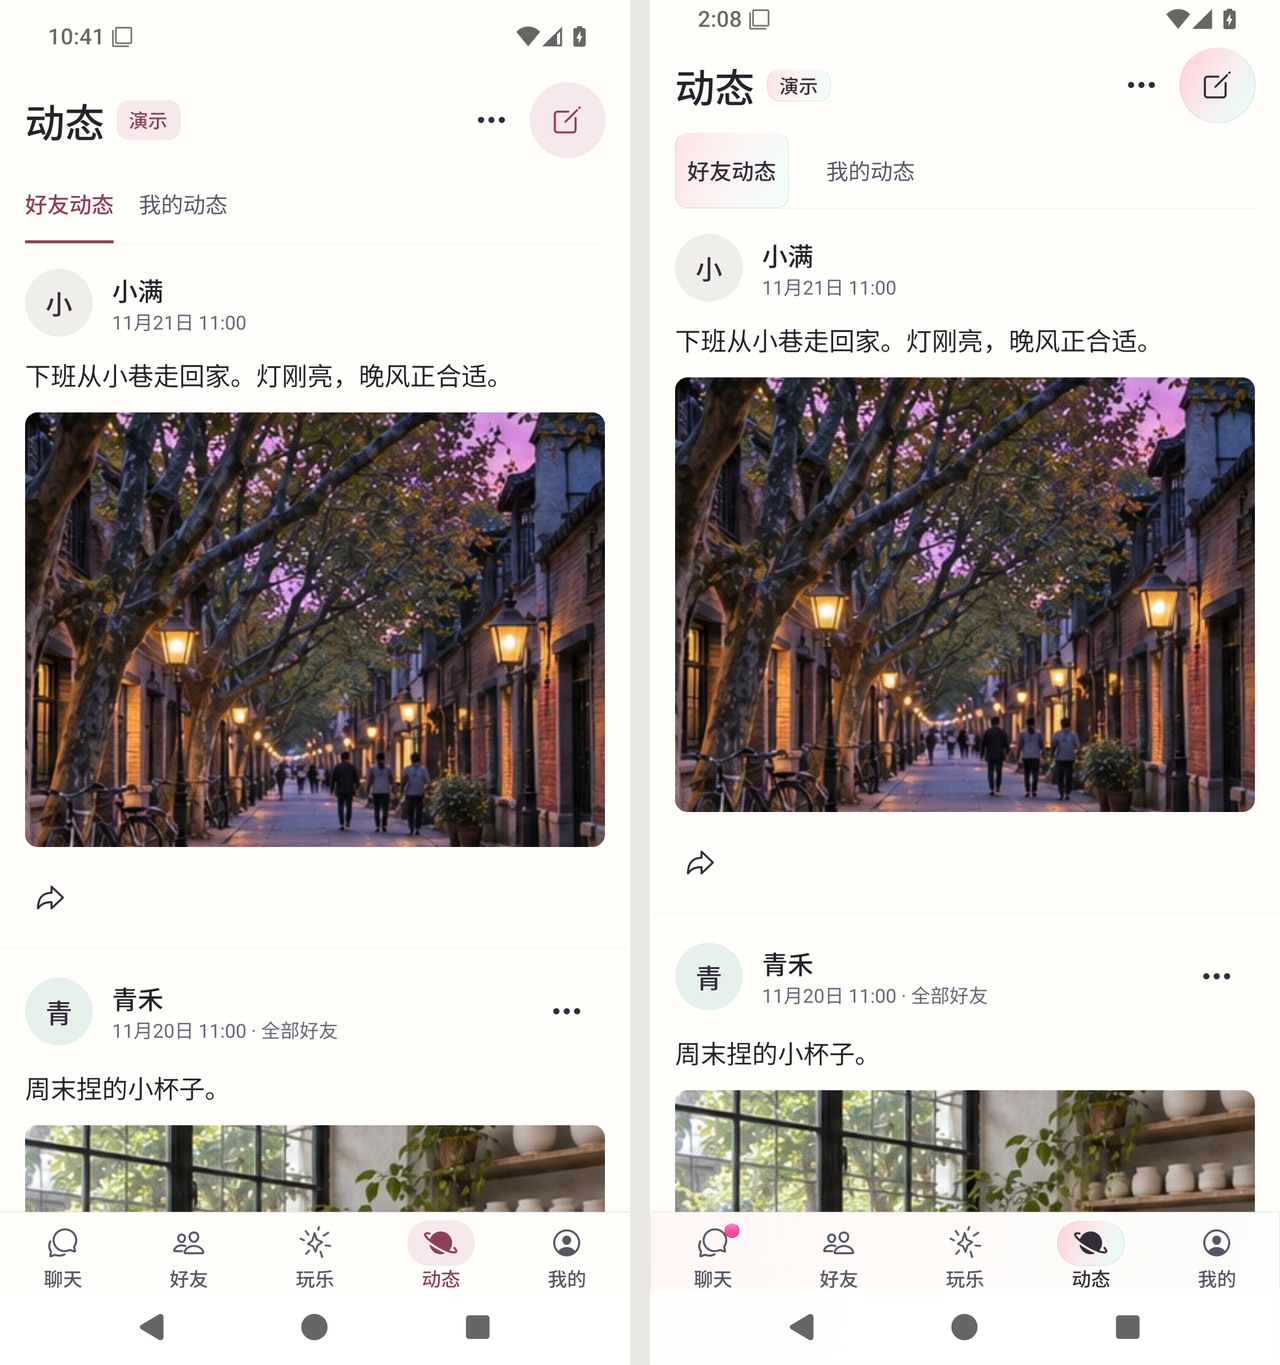 10:41
动态 演示
好友动态 我的动态
小 小满
11月21日 11:00
下班从小巷走回家。灯刚亮，晚风正合适。
青 青禾
11月20日 11:00 · 全部好友
周末捏的小杯子。
聊天 好友 玩乐 动态 我的
2:08
动态 演示
好友动态 我的动态
小 小满
11月21日 11:00
下班从小巷走回家。灯刚亮，晚风正合适。
青 青禾
11月20日 11:00 · 全部好友
周末捏的小杯子。
聊天 好友 玩乐 动态 我的